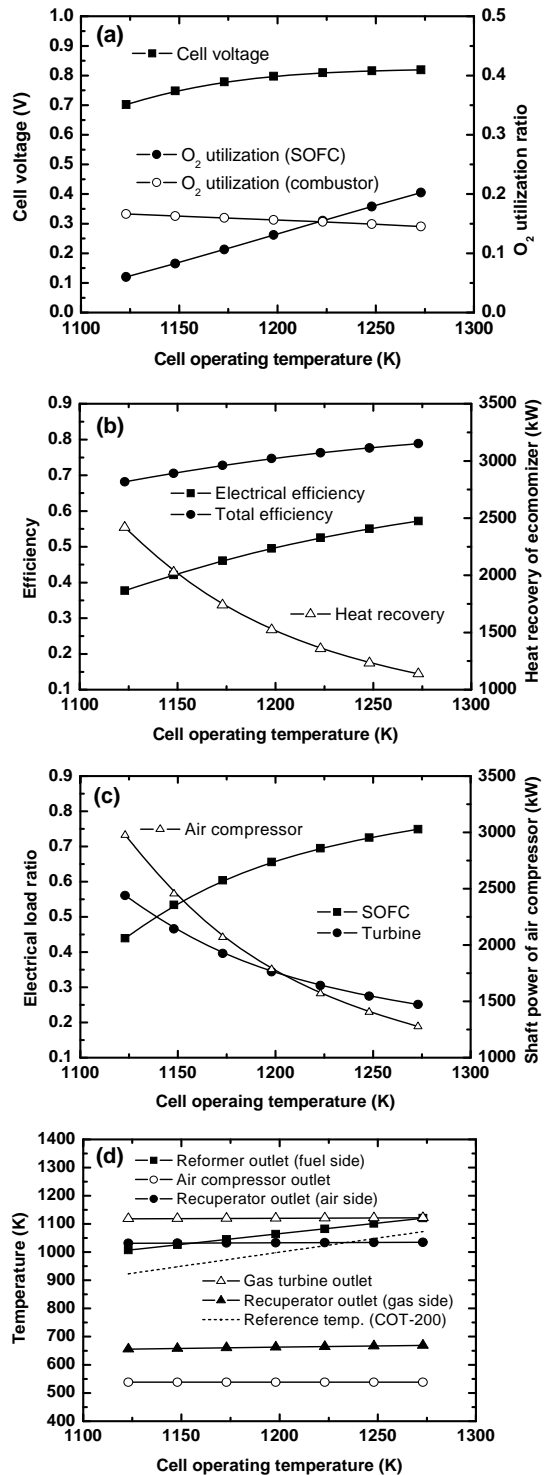 (a)
Cell voltage
O2 utilization (SOFC)
O2 utilization (combustor)
1.0
0.9
0.8
0.7
0.6
0.5
0.4
0.3
0.2
0.1
0.0
0.5
0.4
0.3
0.2
0.1
0.0
1100
1150
1200
1250
1300
Cell voltage (V)
O2 utilization ratio
Cell operating temperature (K)
(b)
Electrical efficiency
Total efficiency
Heat recovery
0.9
0.8
0.7
0.6
0.5
0.4
0.3
0.2
0.1
3500
3000
2500
2000
1500
1000
1100
1150
1200
1250
1300
Efficiency
Heat recovery of ecomomizer (kW)
Cell operating temperature (K)
(c)
Air compressor
SOFC
Turbine
0.9
0.8
0.7
0.6
0.5
0.4
0.3
0.2
0.1
3500
3000
2500
2000
1500
1000
1100
1150
1200
1250
1300
Electrical load ratio
Shaft power of air compressor (kW)
Cell operaing temperature (K)
(d)
Reformer outlet (fuel side)
Air compressor outlet
Recuperator outlet (air side)
Gas turbine outlet
Recuperator outlet (gas side)
Reference temp. (COT-200)
1400
1300
1200
1100
1000
900
800
700
600
500
400
1100
1150
1200
1250
1300
Temperature (K)
Cell operating temperature (K)